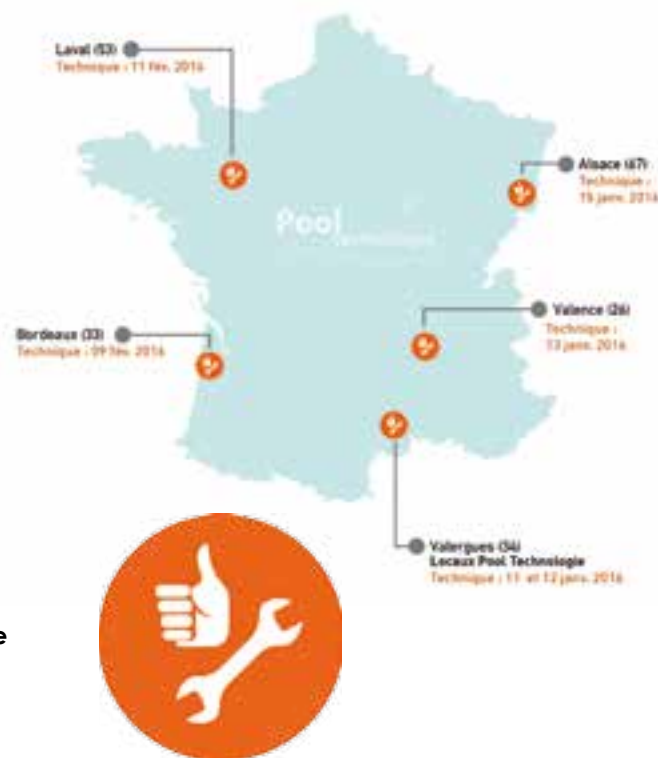 Laval (53)
Technique : 11 fév. 2016
Alsace (67)
Technique :
15 janv. 2016
Pool
Valence (26)
Technique :
13 janv. 2016
Bordeaux (33)
Technique : 09 fév. 2016
Valergues (34)
Locaux Pool Technologie
Technique : 11 et 12 janv. 2016
e